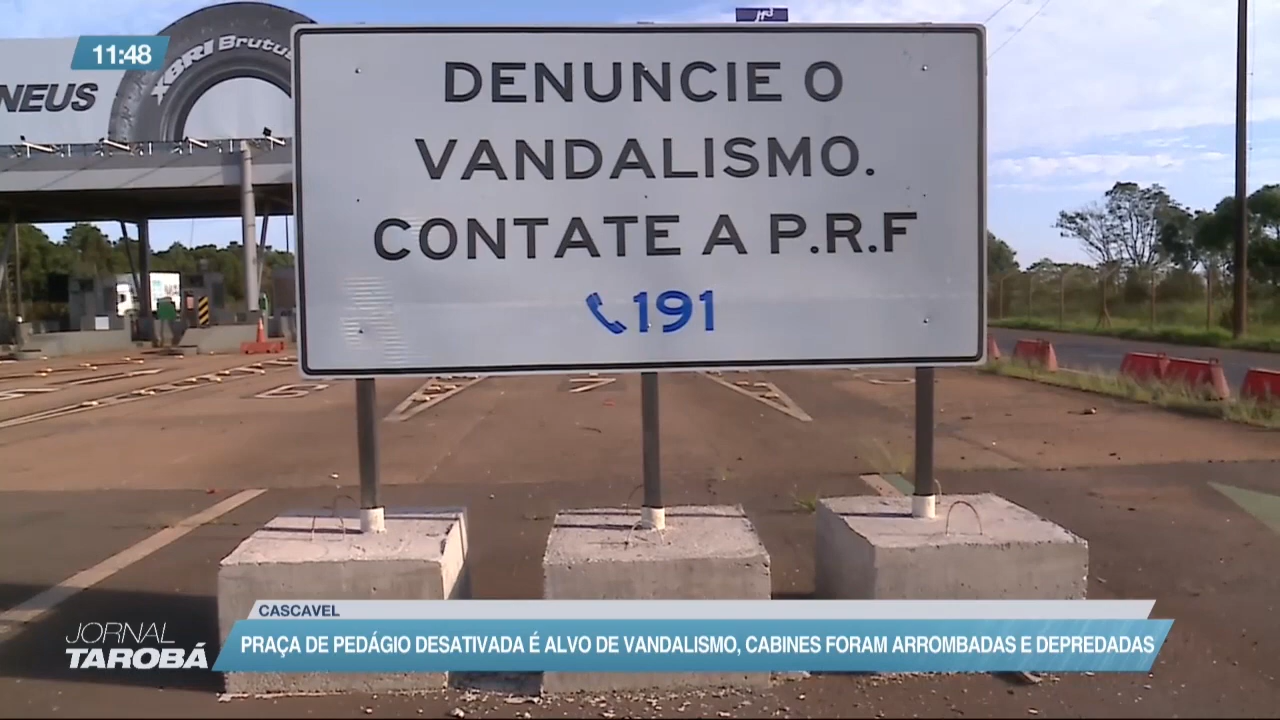 11:48
XBRI Brutus
NEUS
DENUNCIE O
VANDALISMO.
CONTATE A P.R.F
191
CASCAVEL
JORNAL
TAROBÁ
PRAÇA DE PEDÁGIO DESATIVADA É ALVO DE VANDALISMO, CABINES FORAM ARROMBADAS E DEPREDADAS